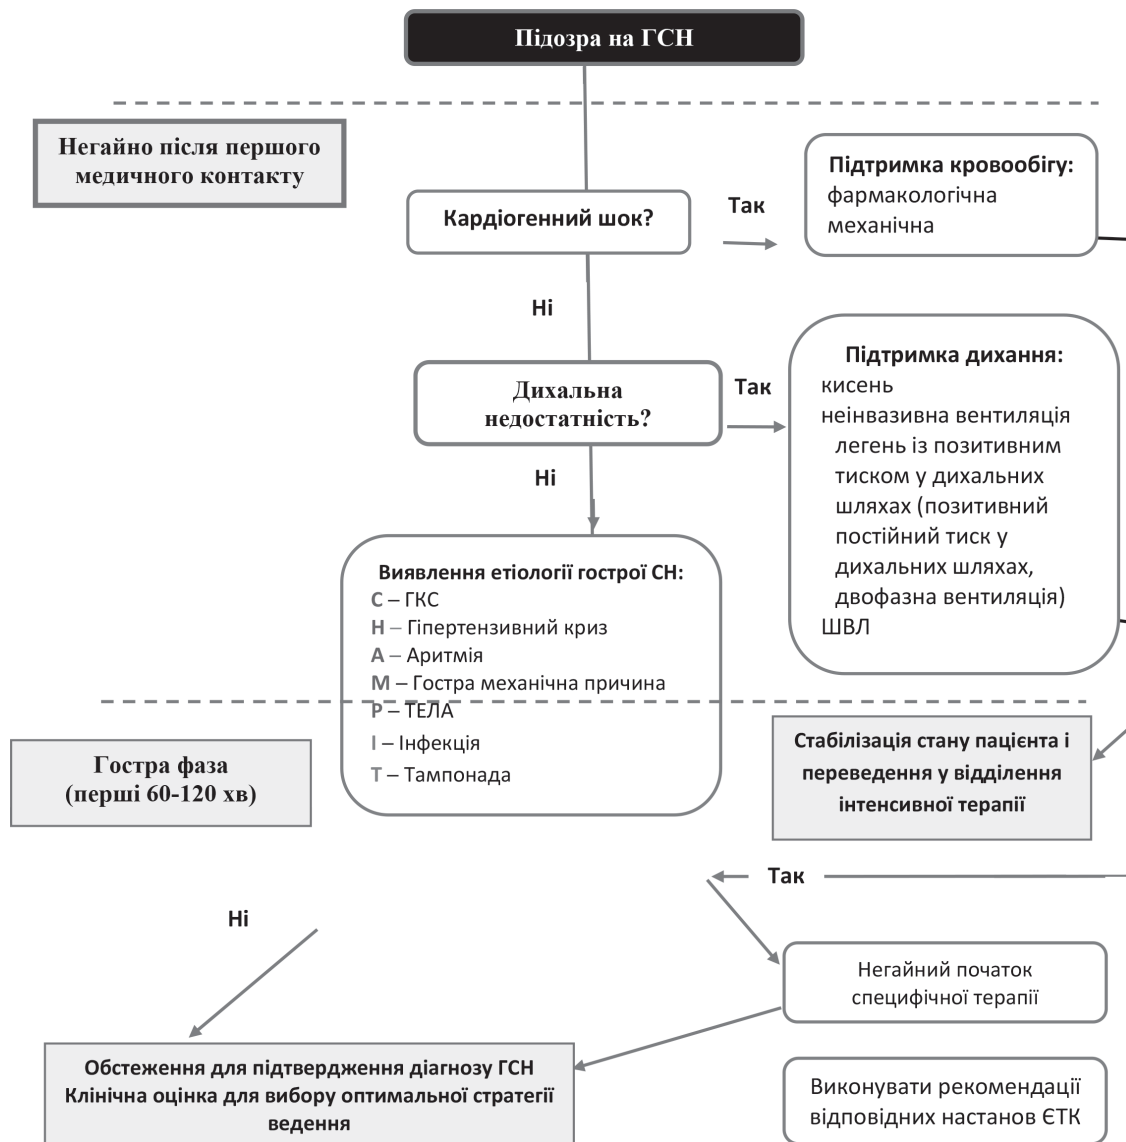 Підозра на ГСН
Негайно після першого
медичного контакту
Кардіогенний шок?
Так
Підтримка кровообігу:
фармакологічна
механічна
Ні
Дихальна
недостатність?
Так
Підтримка дихання:
кисень
неінвазивна вентиляція
легень із позитивним
тиском у дихальних
шляхах (позитивний
постійний тиск у
дихальних шляхах,
двофазна вентиляція)
ШВЛ
Ні
Виявлення етіології гострої СН:
C – ГКС
H – Гіпертензивний криз
A – Аритмія
M – Гостра механічна причина
P – ТЕЛА
I – Інфекція
T – Тампонада
Гостра фаза
(перші 60-120 хв)
Стабілізація стану пацієнта і
переведення у відділення
інтенсивної терапії
Так
Ні
Негайний початок
специфічної терапії
Обстеження для підтвердження діагнозу ГСН
Клінічна оцінка для вибору оптимальної стратегії
ведення
Виконувати рекомендації
відповідних настанов ЄТК